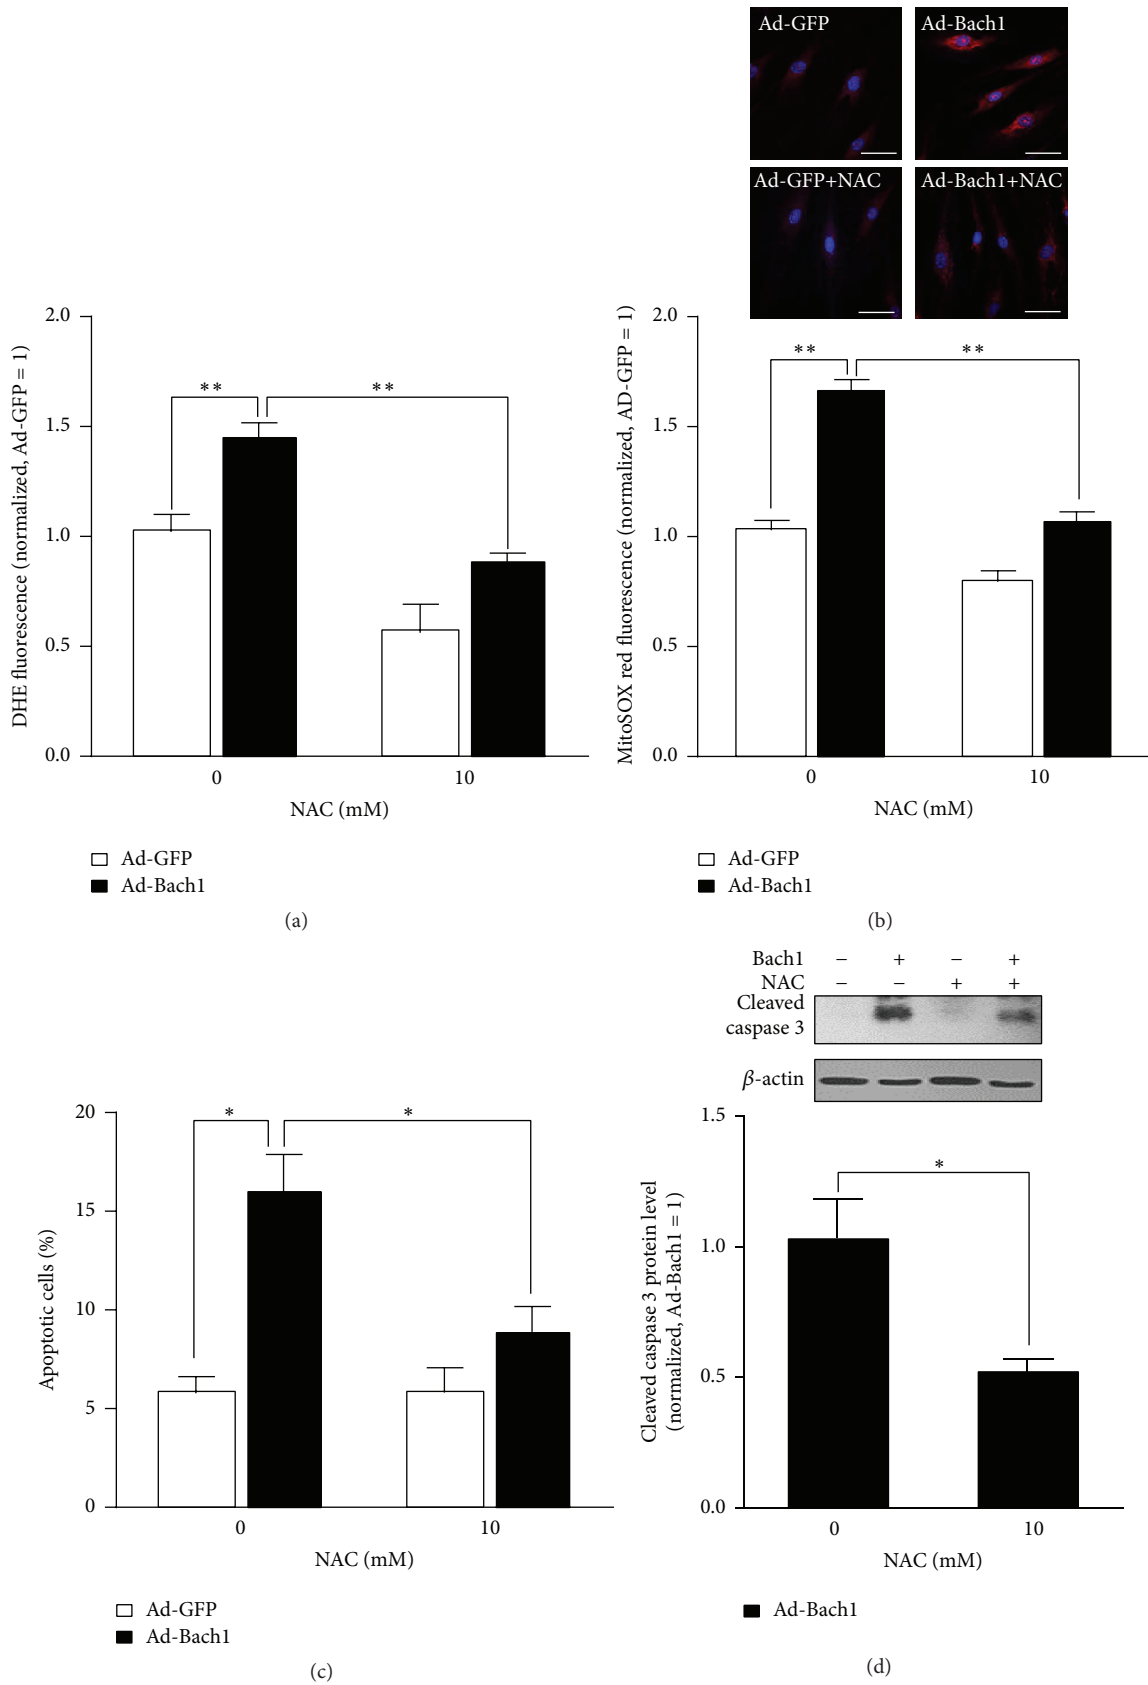 Ad-GFP
Ad-Bach1
Ad-GFP+NAC
Ad-Bach1+NAC
DHE fluorescence (normalized, Ad-GFP = 1)
2.0
1.5
1.0
0.5
0.0
**
**
0
10
NAC (mM)
Ad-GFP
Ad-Bach1
(a)
MitoSOX red fluorescence (normalized, AD-GFP = 1)
2.0
1.5
1.0
0.5
0.0
**
**
0
10
NAC (mM)
Ad-GFP
Ad-Bach1
(b)
Apoptotic cells (%)
20
15
10
5
0
*
*
0
10
NAC (mM)
Ad-GFP
Ad-Bach1
(c)
Bach1 − + − +
NAC − − + +
Cleaved
caspase 3
β-actin
Cleaved caspase 3 protein level
(normalized, Ad-Bach1 = 1)
1.5
1.0
0.5
0.0
*
0
10
NAC (mM)
Ad-Bach1
(d)